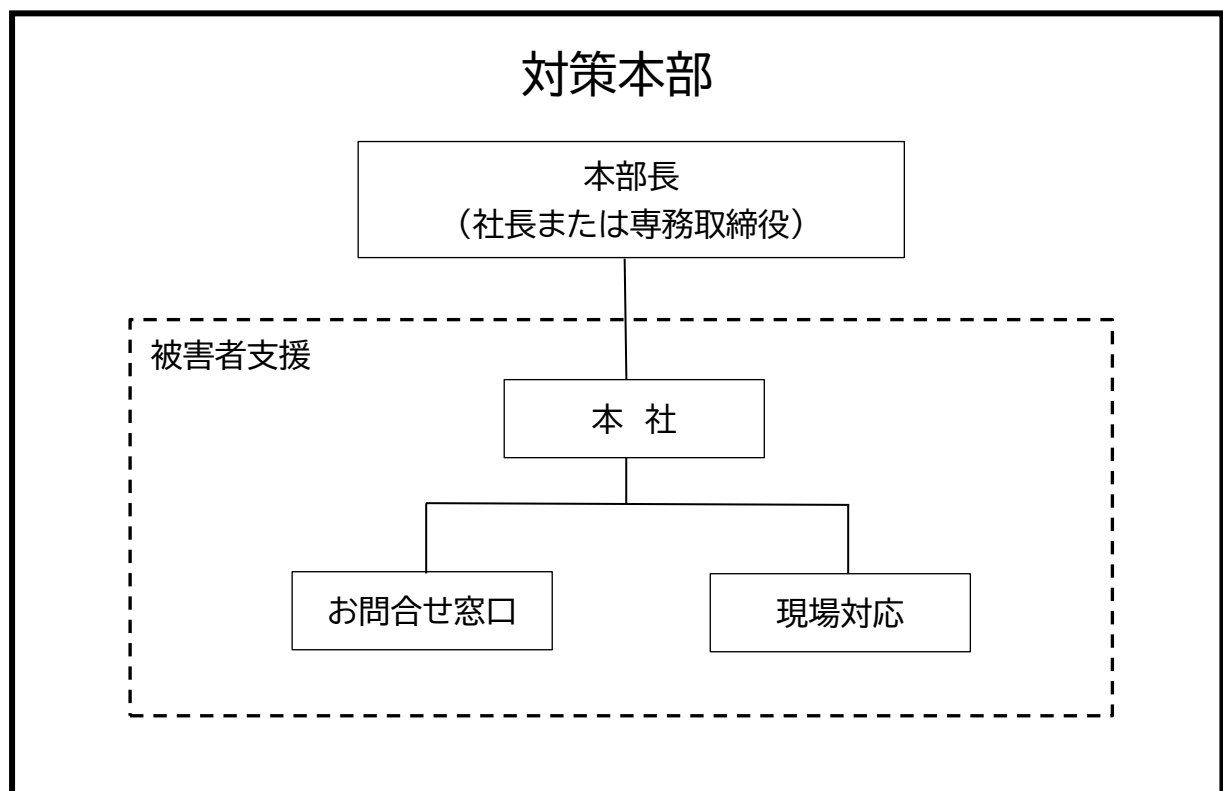 対策本部
本部長
（社長または専務取締役）
被害者支援
本 社
お問合せ窓口
現場対応